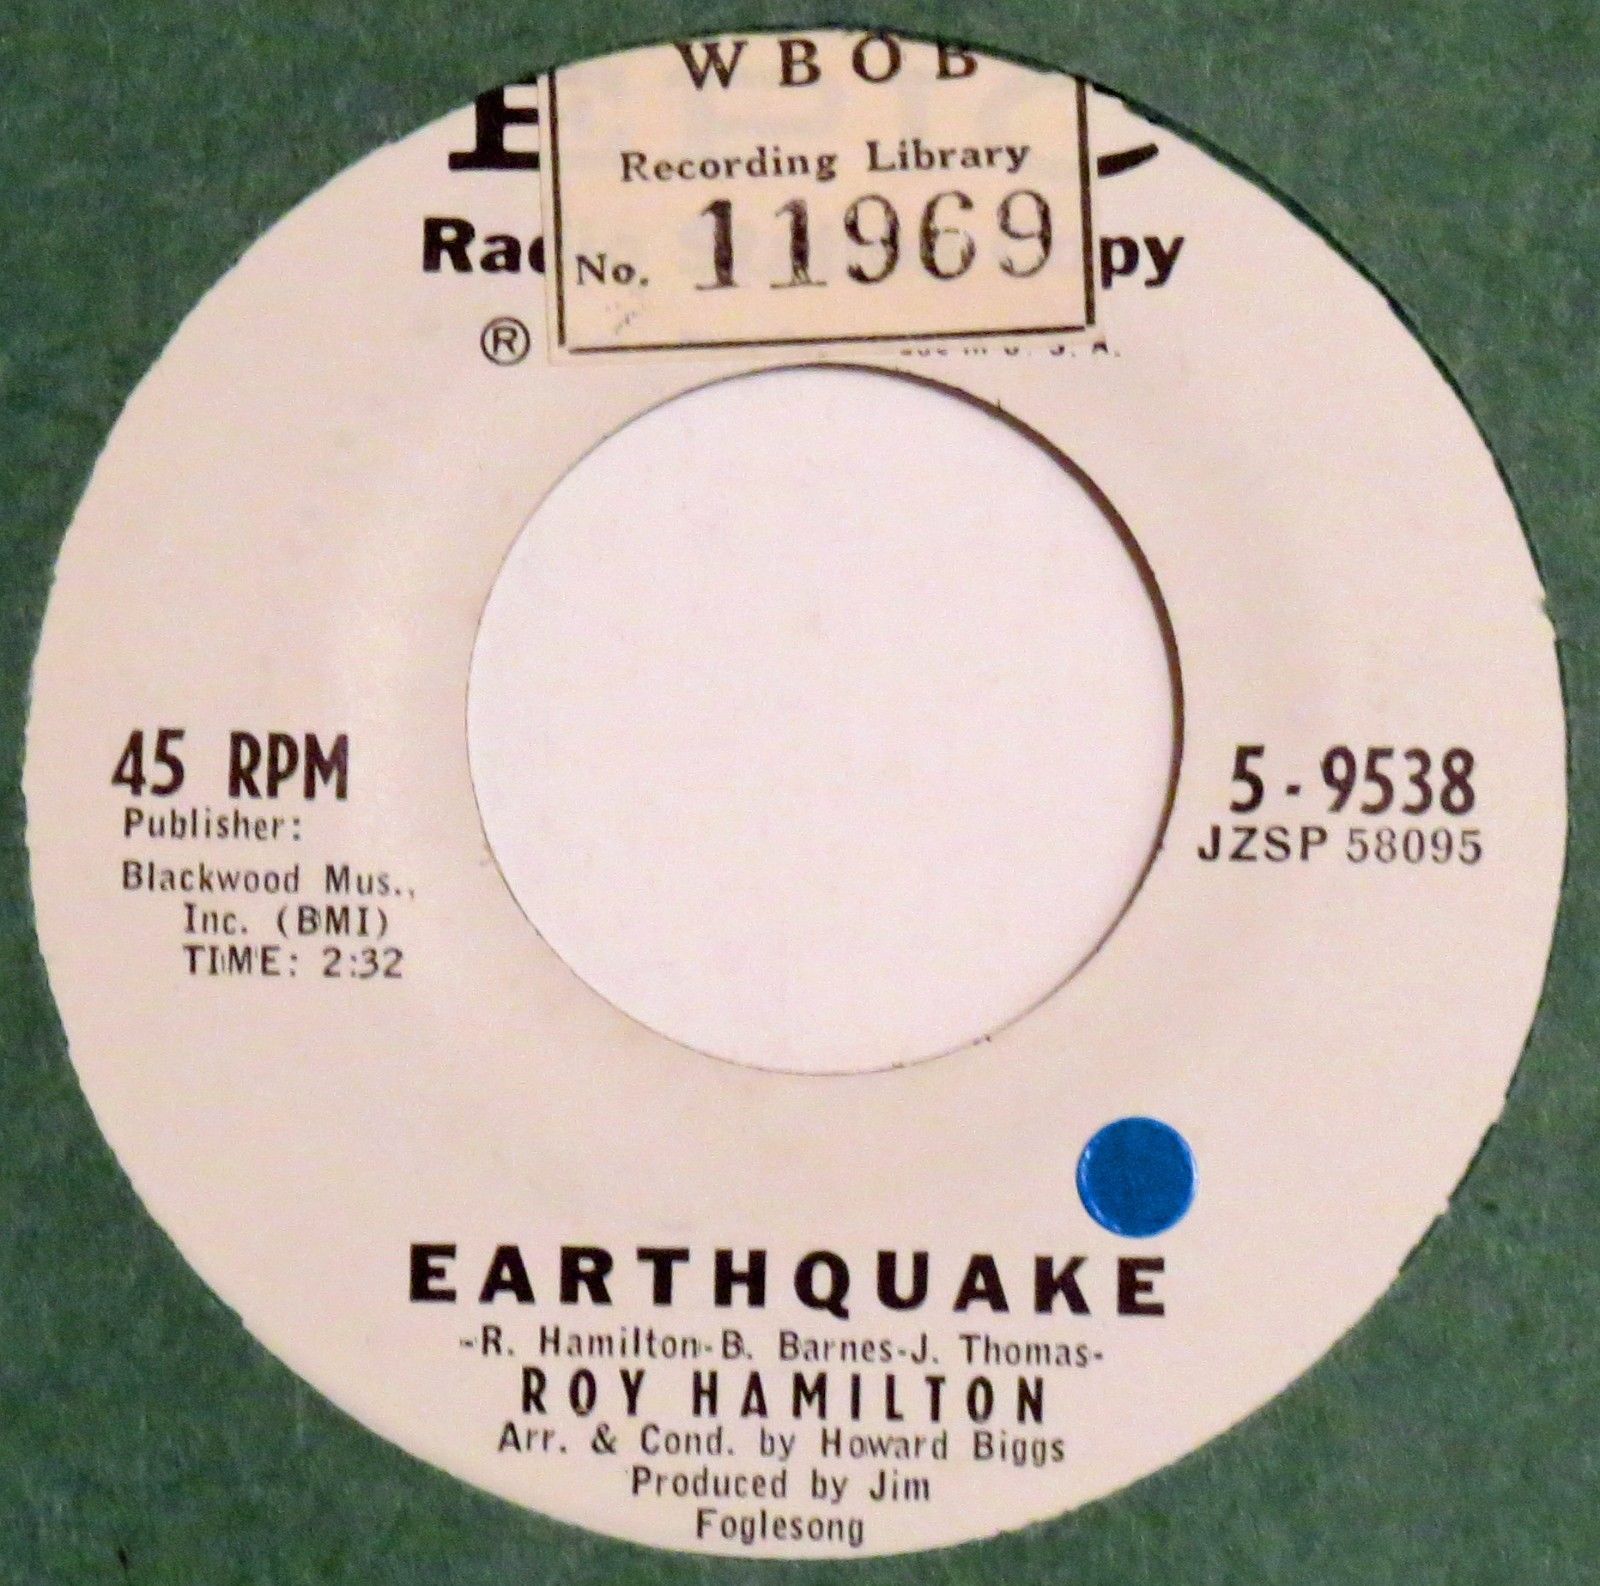 WBOB
Recording Library
No. 11969
®
45 RPM
Publisher:
Blackwood Mus.,
Inc. (BMI)
TIME: 2:32
5-9538
JZSP 58095
EARTHQUAKE
-R. Hamilton-B. Barnes-J. Thomas-
ROY HAMILTON
Arr. & Cond. by Howard Biggs
Produced by Jim
Foglesong